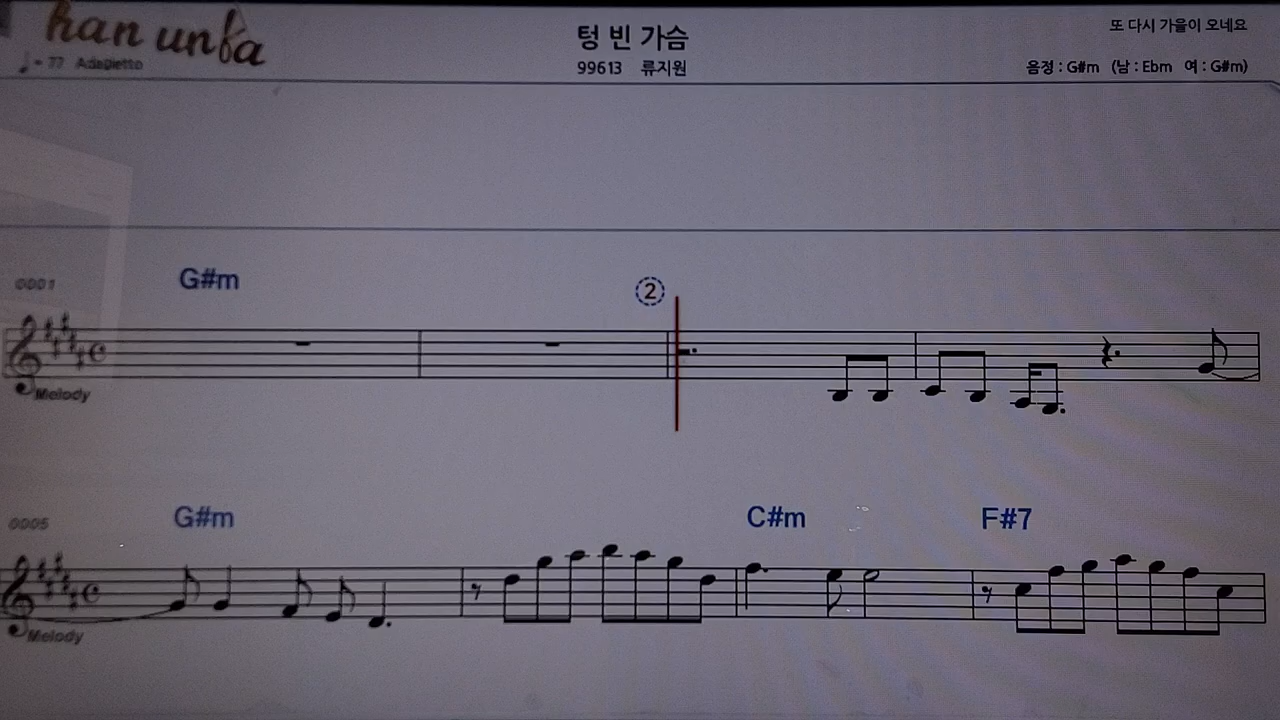 han unba
텅 빈 가슴
또 다시 가을이 오네요
♩= 77 Adagietto
99613 류지원
음정 : G#m (남 : Ebm 여 : G#m)
0001
G#m
②
Melody
0005
G#m
C#m
F#7
Melody